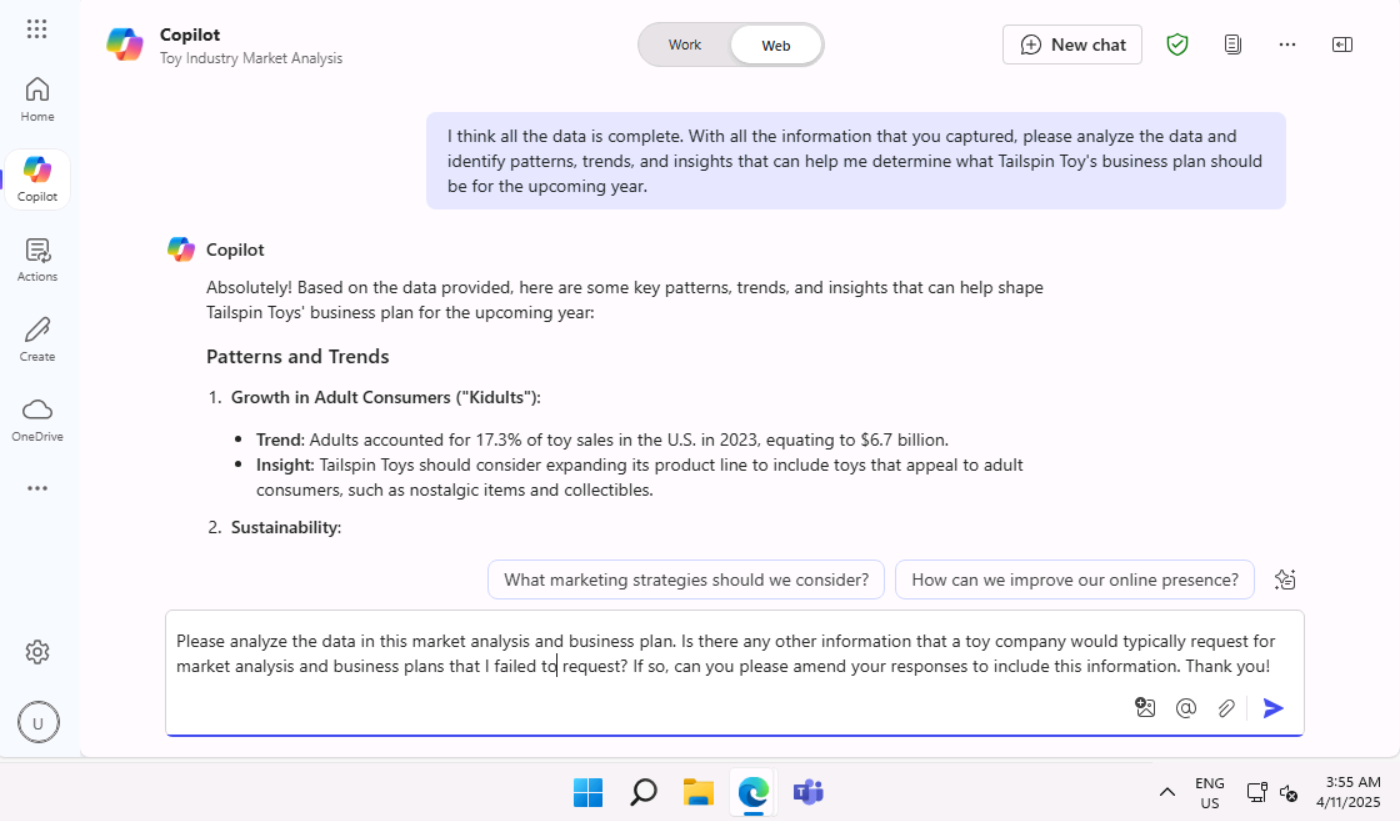 Copilot
Toy Industry Market Analysis
Work
Web
New chat
Home
Copilot
Actions
Create
OneDrive
U
I think all the data is complete. With all the information that you captured, please analyze the data and
identify patterns, trends, and insights that can help me determine what Tailspin Toy's business plan should
be for the upcoming year.
Copilot
Absolutely! Based on the data provided, here are some key patterns, trends, and insights that can help shape
Tailspin Toys' business plan for the upcoming year:
Patterns and Trends
1. Growth in Adult Consumers ("Kidults"):
• Trend: Adults accounted for 17.3% of toy sales in the U.S. in 2023, equating to $6.7 billion.
• Insight: Tailspin Toys should consider expanding its product line to include toys that appeal to adult
consumers, such as nostalgic items and collectibles.
2. Sustainability:
What marketing strategies should we consider?
How can we improve our online presence?
Please analyze the data in this market analysis and business plan. Is there any other information that a toy company would typically request for
market analysis and business plans that I failed to request? If so, can you please amend your responses to include this information. Thank you!
ENG
US
3:55 AM
4/11/2025